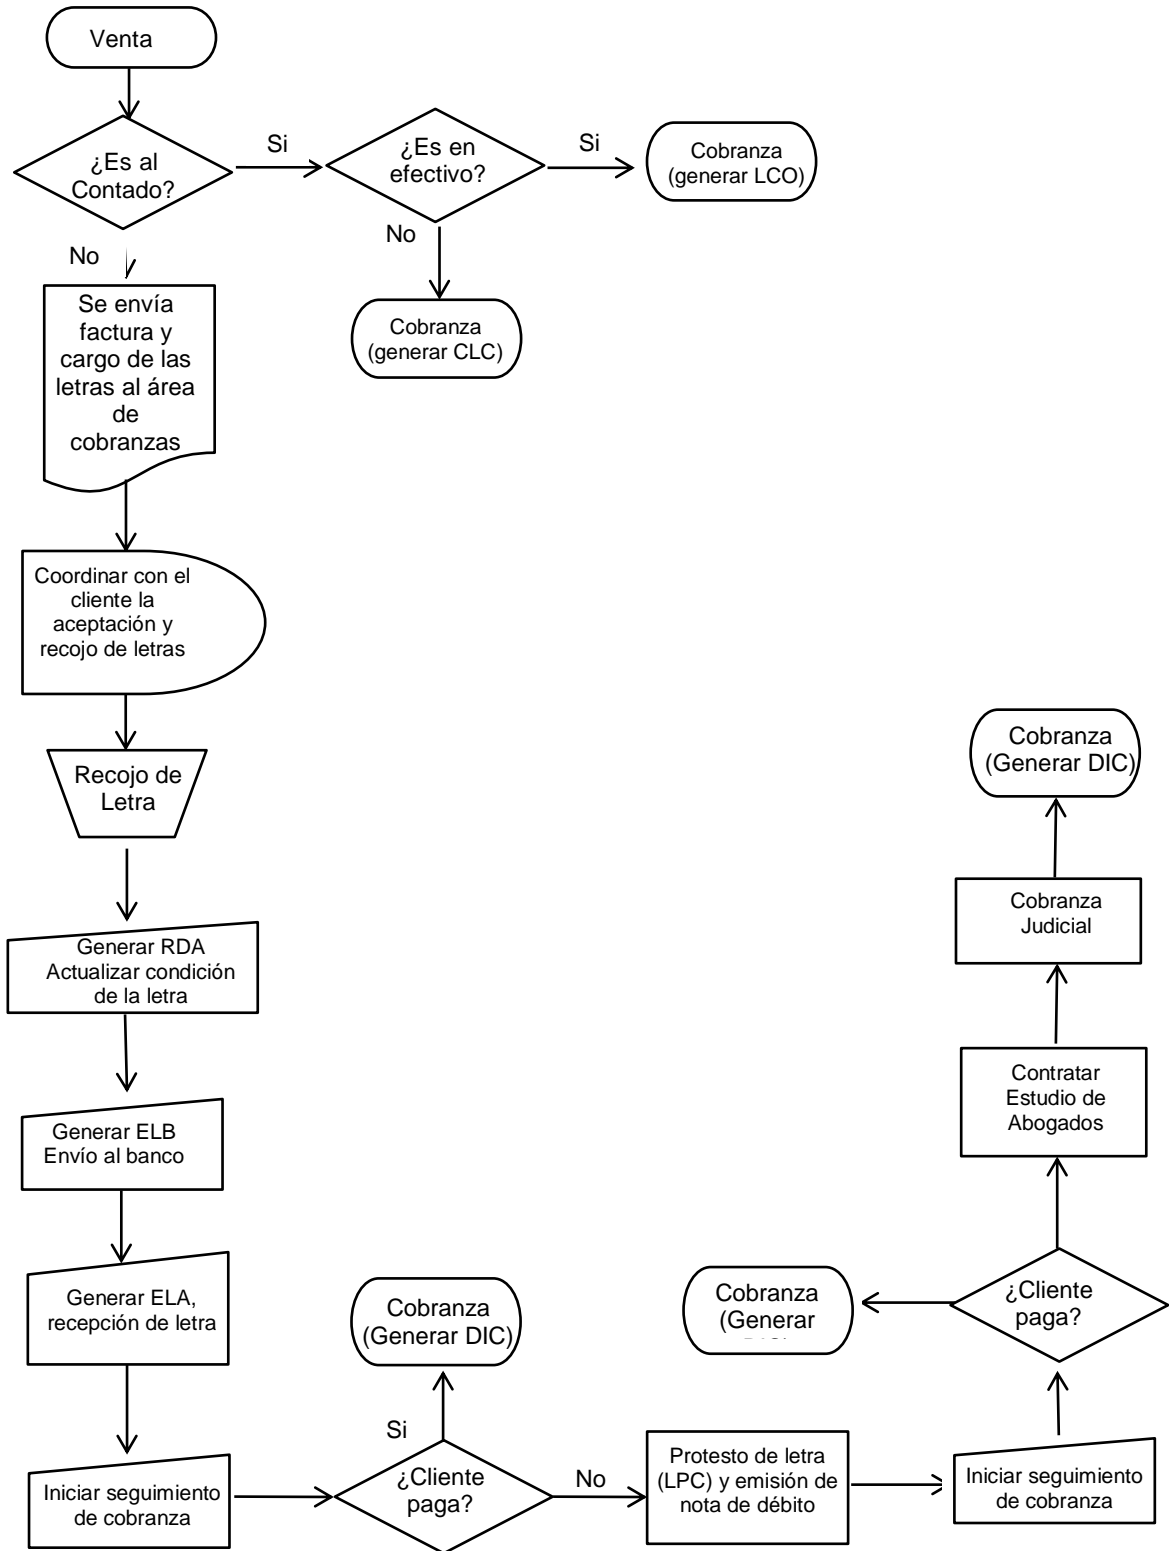 Venta
¿Es al
Contado?
Si
¿Es en
efectivo?
Si
Cobranza
(generar LCO)
No
No
Cobranza
(generar CLC)
Se envía
factura y
cargo de las
letras al área
de
cobranzas
Coordinar con el
cliente la
aceptación y
recojo de letras
Recojo de
Letra
Generar RDA
Actualizar condición
de la letra
Generar ELB
Envío al banco
Generar ELA,
recepción de letra
Iniciar seguimiento
de cobranza
Cobranza
(Generar DIC)
Si
¿Cliente
paga?
No
Protesto de letra
(LPC) y emisión de
nota de débito
Iniciar seguimiento
de cobranza
¿Cliente
paga?
Cobranza
(Generar
Contratar
Estudio de
Abogados
Cobranza
Judicial
Cobranza
(Generar DIC)